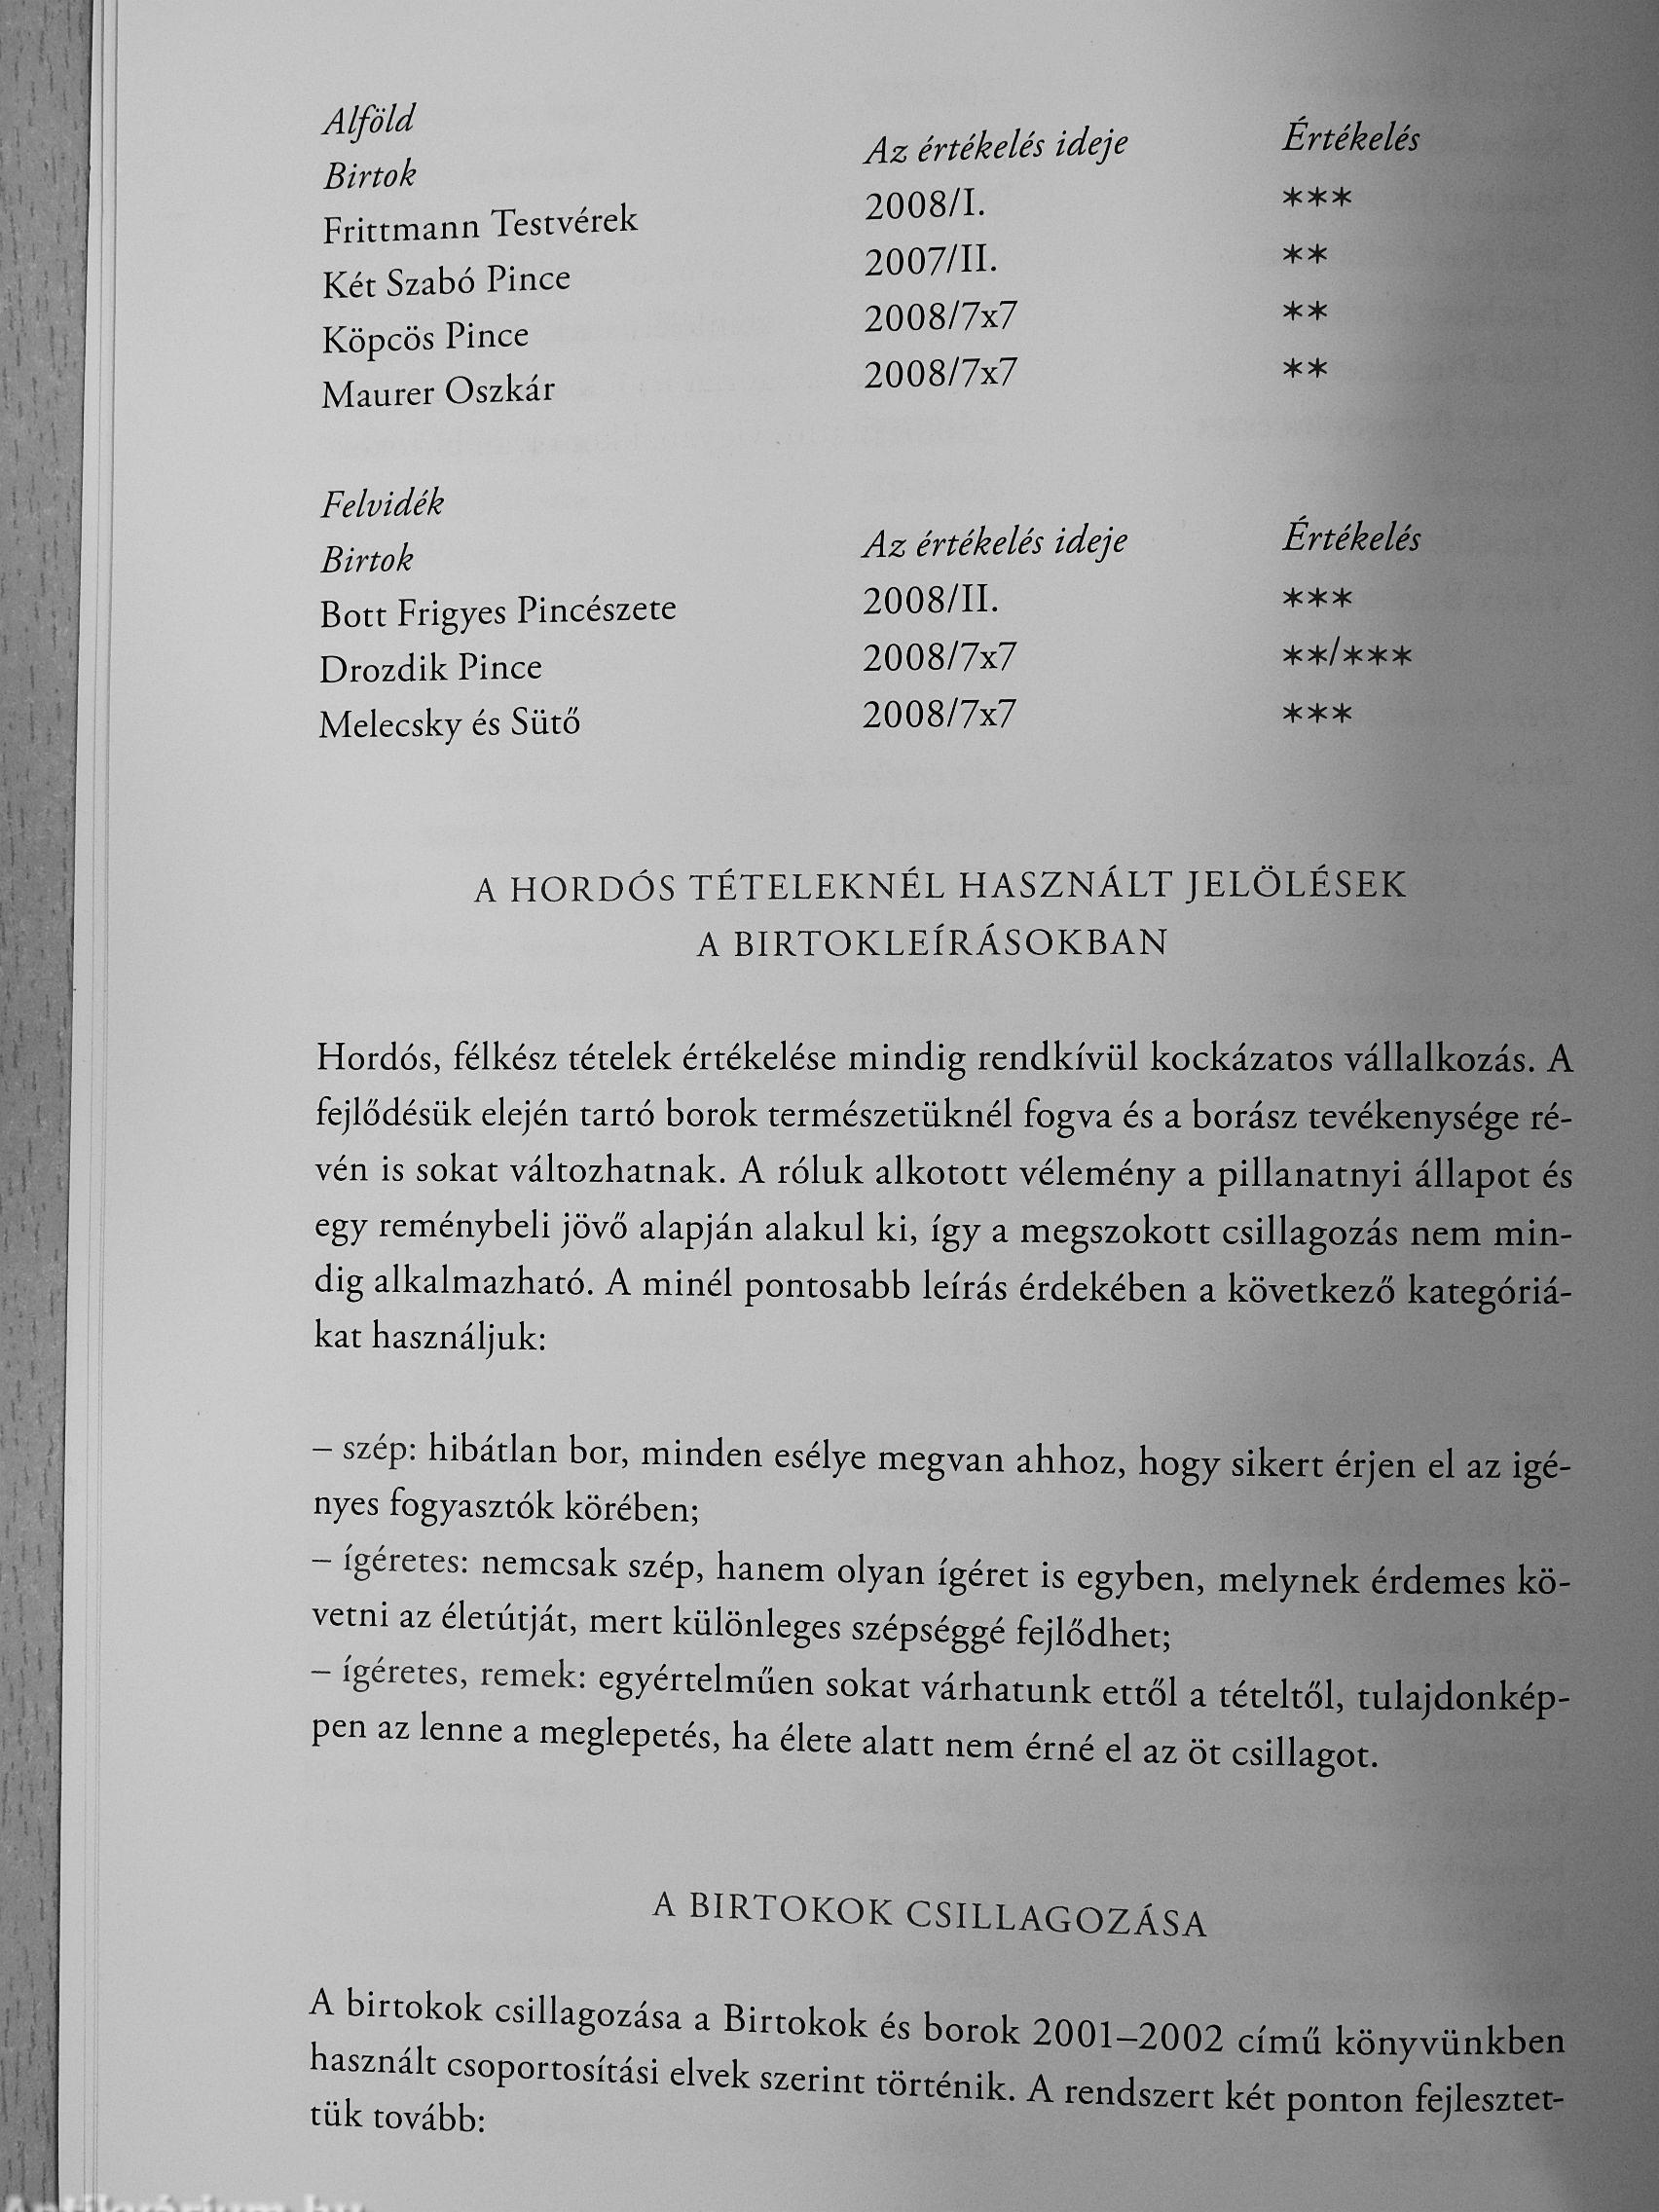 Alföld
Birtok Az értékelés ideje Értékelés
Frittmann Testvérek 2008/I. ***
Két Szabó Pince 2007/II. **
Köpcös Pince 2008/7x7 **
Maurer Oszkár 2008/7x7 **
Felvidék
Birtok Az értékelés ideje Értékelés
Bott Frigyes Pincészete 2008/II. ***
Drozdik Pince 2008/7x7 **/***
Melecsky és Sütő 2008/7x7 ***
A HORDÓS TÉTELEKNÉL HASZNÁLT JELÖLÉSEK
A BIRTOKLEÍRÁSOKBAN
Hordós, félkész tételek értékelése mindig rendkívül kockázatos vállalkozás. A
fejlődésük elején tartó borok természetüknél fogva és a borász tevékenysége ré-
vén is sokat változhatnak. A róluk alkotott vélemény a pillanatnyi állapot és
egy reménybeli jövő alapján alakul ki, így a megszokott csillagozás nem min-
dig alkalmazható. A minél pontosabb leírás érdekében a következő kategóriá-
kat használjuk:
– szép: hibátlan bor, minden esélye megvan ahhoz, hogy sikert érjen el az igé-
nyes fogyasztók körében;
– ígéretes: nemcsak szép, hanem olyan ígéret is egyben, melynek érdemes kö-
vetni az életútját, mert különleges szépséggé fejlődhet;
– ígéretes, remek: egyértelműen sokat várhatunk ettől a tételtől, tulajdonkép-
pen az lenne a meglepetés, ha élete alatt nem érné el az öt csillagot.
A BIRTOKOK CSILLAGOZÁSA
A birtokok csillagozása a Birtokok és borok 2001–2002 című könyvünkben
használt csoportosítási elvek szerint történik. A rendszert két ponton fejlesztet-
tük tovább:
Antikvárium.hu